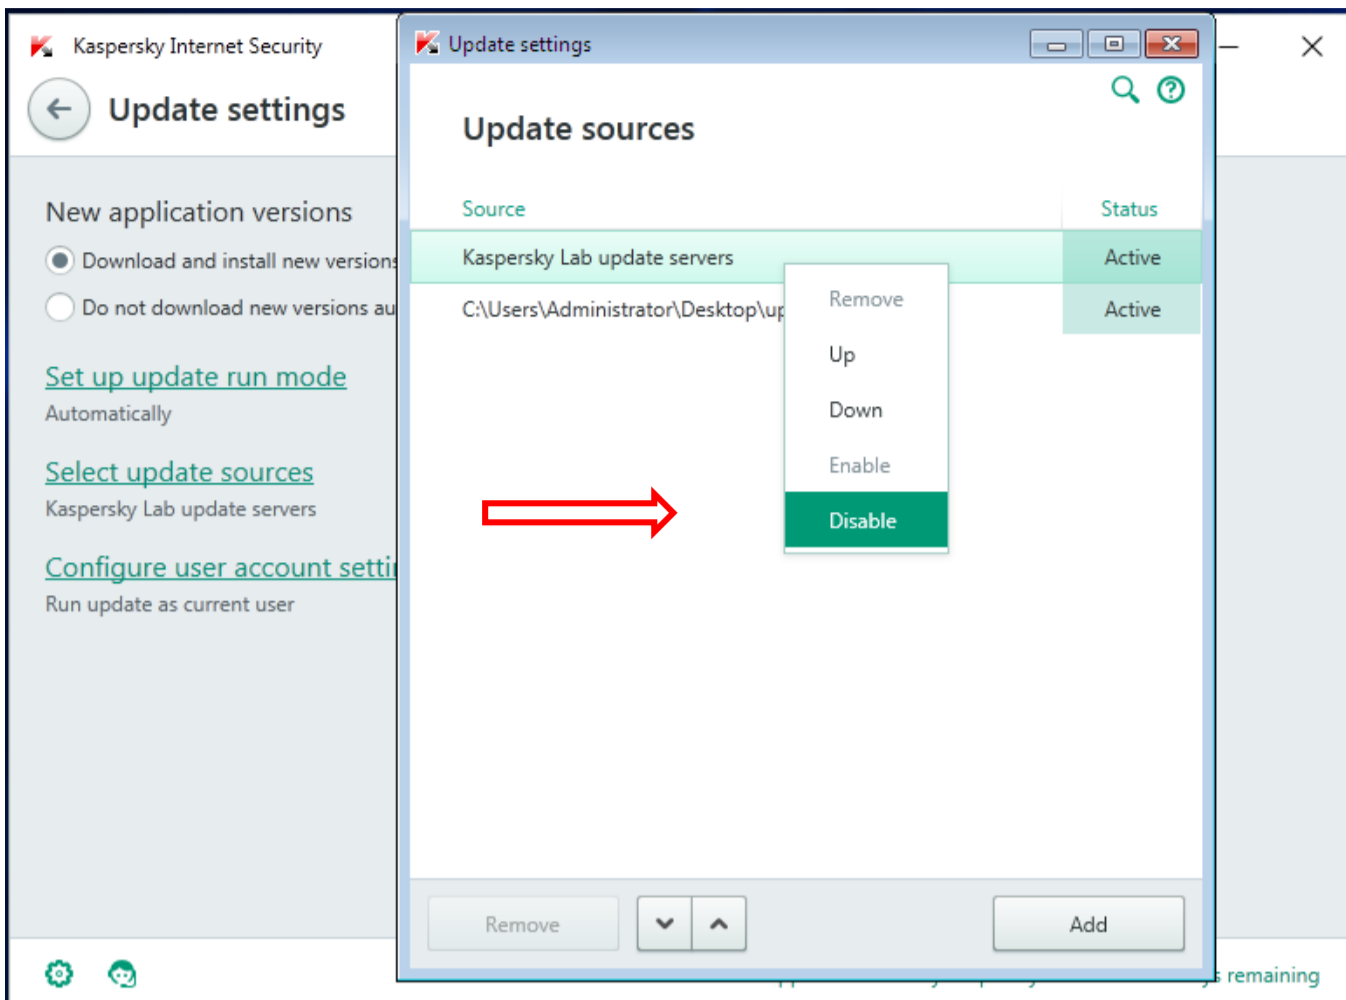 Kaspersky Internet Security
Update settings
New application versions
Download and install new versions
Do not download new versions au
Set up update run mode
Automatically
Select update sources
Kaspersky Lab update servers
Configure user account settin
Run update as current user
Update settings
Update sources
Source Status
Kaspersky Lab update servers Active
C:\Users\Administrator\Desktop\up Active
Remove
Up
Down
Enable
Disable
Remove
Add
remaining